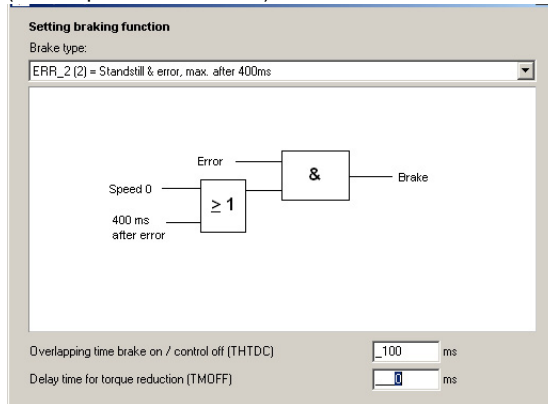 Setting braking function
Brake type:
ERR_2 (2) = Standstill & error, max. after 400ms
Error
&
Brake
Speed 0
≥ 1
400 ms
after error
Overlapping time brake on / control off (THTDC) _100 ms
Delay time for torque reduction (TMOFF) ___0 ms